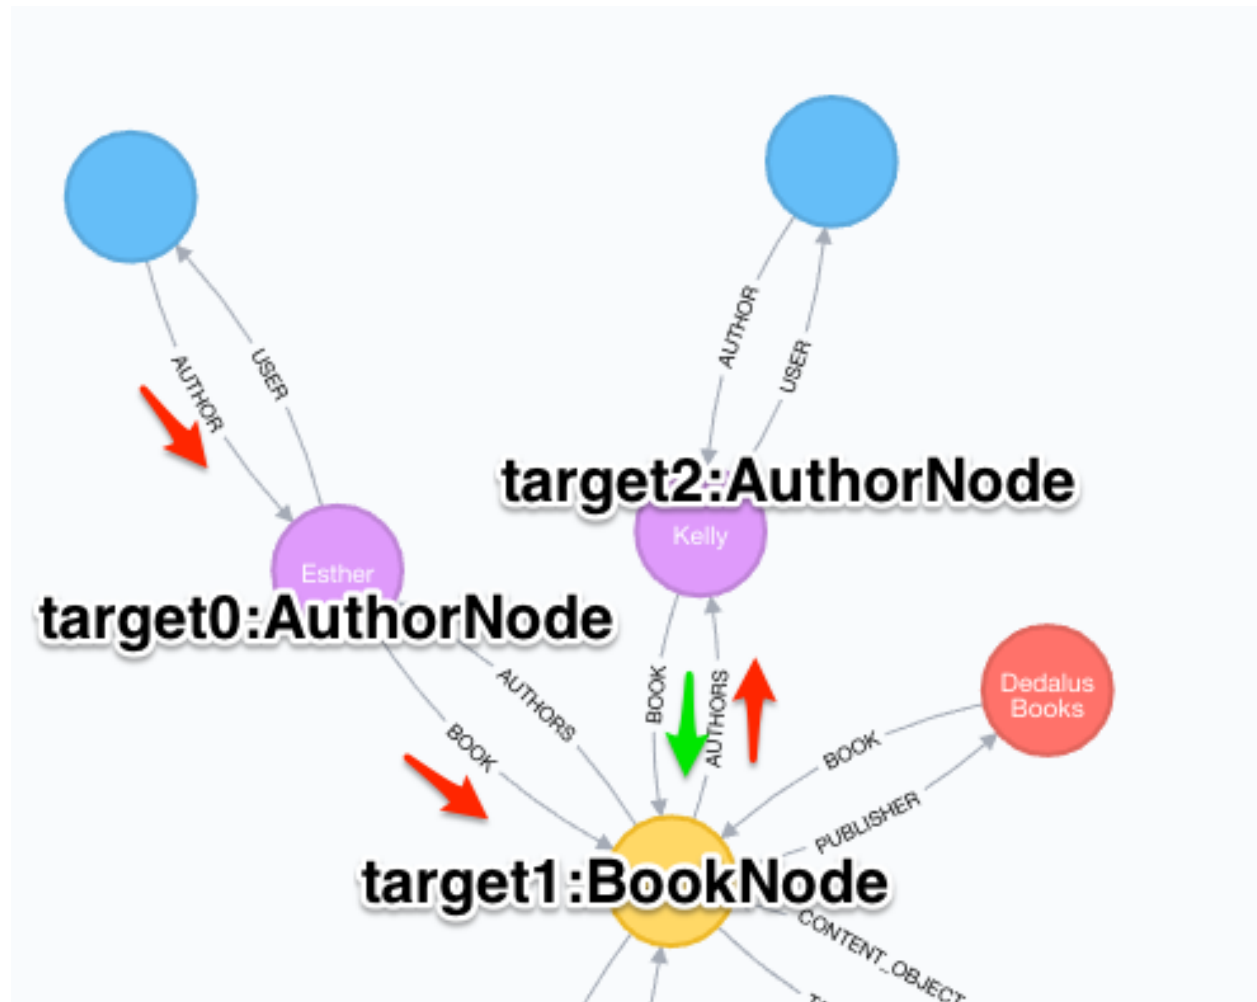 AUTHOR
USER
AUTHOR
USER
target2:AuthorNode
Kelly
Esther
target0:AuthorNode
AUTHORS
BOOK
BOOK
AUTHORS
Dedalus
Books
BOOK
PUBLISHER
target1:BookNode
CONTENT_OBJECT